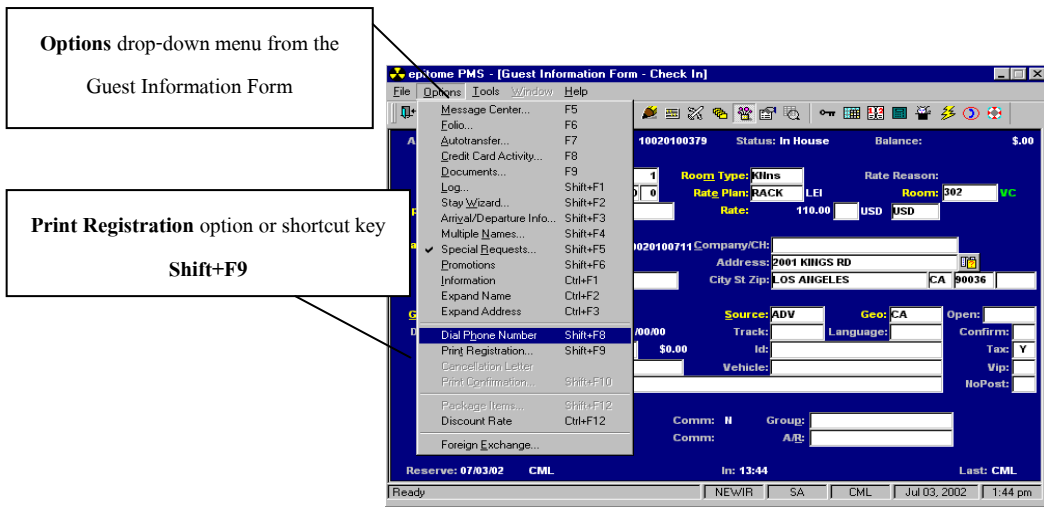 Options drop-down menu from the
Guest Information Form
Print Registration option or shortcut key
Shift+F9
epitome PMS - [Guest Information Form - Check In]
File Options Tools Window Help
Message Center... F5
Folio... F6
Autotransfer... F7
Credit Card Activity... F8
Documents... F9
Log... Shift+F1
Stay Wizard... Shift+F2
Arrival/Departure Info... Shift+F3
Multiple Names... Shift+F4
✔ Special Requests... Shift+F5
Promotions Shift+F6
Information Ctrl+F1
Expand Name Ctrl+F2
Expand Address Ctrl+F3
Dial Phone Number Shift+F8
Print Registration... Shift+F9
Cancellation Letter
Print Confirmation... Shift+F10
Package Items... Shift+F12
Discount Rate Ctrl+F12
Foreign Exchange...
10020100379 Status: In House Balance: $.00
1 Room Type: Rate Reason:
0 Rate Plan: RACK LEI Room: 302 VC
Rate: 110.00 USD USD
0020100711 Company/CH:
Address: 2001 KINGS RD
City St Zip: LOS ANGELES CA 90036
Source: ADV Geo: CA Open:
/00/00 Track: Language: Confirm:
$0.00 Id: Tax: Y
Vehicle: Vip:
NoPost:
Comm: N Group:
Comm: A/R:
Reserve: 07/03/02 CML In: 13:44 Last: CML
Ready NEWIR SA CML Jul 03, 2002 1:44 pm